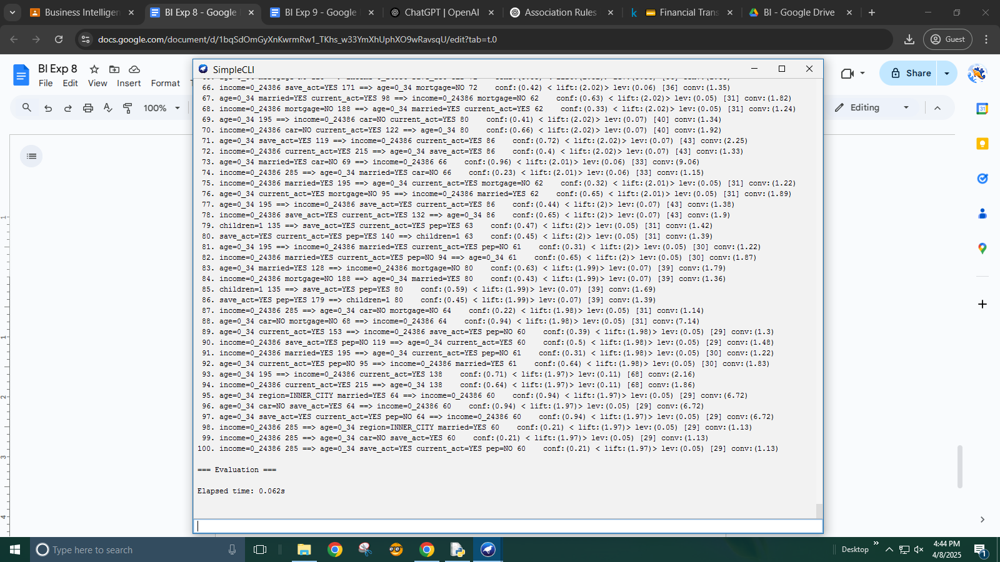 Business Intelligen
BI Exp 8 - Google
BI Exp 9 - Google
ChatGPT | OpenAI
Association Rules
Financial Trans
BI - Google Drive
docs.google.com/document/d/1bqSdOmGyXnKwrmRw1_TKhs_w33YmXhUphXO9wRavsqU/edit?tab=t.0
Guest
BI Exp 8
File Edit View Insert Format
Share
100%
Editing
SimpleCLI
66. income=0_24386 save_act=YES 171 ==> age=0_34 mortgage=NO 72    conf:(0.42) < lift:(2.02)> lev:(0.06) [36] conv:(1.35)
67. age=0_34 married=YES current_act=YES 98 ==> income=0_24386 mortgage=NO 62    conf:(0.63) < lift:(2.02)> lev:(0.05) [31] conv:(1.82)
68. income=0_24386 mortgage=NO 188 ==> age=0_34 married=YES current_act=YES 62    conf:(0.33) < lift:(2.02)> lev:(0.05) [31] conv:(1.24)
69. age=0_34 195 ==> income=0_24386 car=NO current_act=YES 80    conf:(0.41) < lift:(2.02)> lev:(0.07) [40] conv:(1.34)
70. income=0_24386 car=NO current_act=YES 122 ==> age=0_34 80    conf:(0.66) < lift:(2.02)> lev:(0.07) [40] conv:(1.92)
71. age=0_34 save_act=YES 119 ==> income=0_24386 current_act=YES 86    conf:(0.72) < lift:(2.02)> lev:(0.07) [43] conv:(2.25)
72. income=0_24386 current_act=YES 215 ==> age=0_34 save_act=YES 86    conf:(0.4) < lift:(2.02)> lev:(0.07) [43] conv:(1.33)
73. age=0_34 married=YES car=NO 69 ==> income=0_24386 66    conf:(0.96) < lift:(2.01)> lev:(0.06) [33] conv:(9.06)
74. income=0_24386 285 ==> age=0_34 married=YES car=NO 66    conf:(0.23) < lift:(2.01)> lev:(0.06) [33] conv:(1.15)
75. income=0_24386 married=YES 195 ==> age=0_34 current_act=YES mortgage=NO 62    conf:(0.32) < lift:(2.01)> lev:(0.05) [31] conv:(1.22)
76. age=0_34 current_act=YES mortgage=NO 95 ==> income=0_24386 married=YES 62    conf:(0.65) < lift:(2.01)> lev:(0.05) [31] conv:(1.89)
77. age=0_34 195 ==> income=0_24386 save_act=YES current_act=YES 86    conf:(0.44) < lift:(2)> lev:(0.07) [43] conv:(1.38)
78. income=0_24386 save_act=YES current_act=YES 132 ==> age=0_34 86    conf:(0.65) < lift:(2)> lev:(0.07) [43] conv:(1.9)
79. children=1 135 ==> save_act=YES current_act=YES pep=YES 63    conf:(0.47) < lift:(2)> lev:(0.05) [31] conv:(1.42)
80. save_act=YES current_act=YES pep=YES 140 ==> children=1 63    conf:(0.45) < lift:(2)> lev:(0.05) [31] conv:(1.39)
81. age=0_34 195 ==> income=0_24386 married=YES current_act=YES pep=NO 61    conf:(0.31) < lift:(2)> lev:(0.05) [30] conv:(1.22)
82. income=0_24386 married=YES current_act=YES pep=NO 94 ==> age=0_34 61    conf:(0.65) < lift:(2)> lev:(0.05) [30] conv:(1.87)
83. age=0_34 married=YES 128 ==> income=0_24386 mortgage=NO 80    conf:(0.63) < lift:(1.99)> lev:(0.07) [39] conv:(1.79)
84. income=0_24386 mortgage=NO 188 ==> age=0_34 married=YES 80    conf:(0.43) < lift:(1.99)> lev:(0.07) [39] conv:(1.36)
85. children=1 135 ==> save_act=YES pep=YES 80    conf:(0.59) < lift:(1.99)> lev:(0.07) [39] conv:(1.69)
86. save_act=YES pep=YES 179 ==> children=1 80    conf:(0.45) < lift:(1.99)> lev:(0.07) [39] conv:(1.39)
87. income=0_24386 285 ==> age=0_34 car=NO mortgage=NO 64    conf:(0.22) < lift:(1.98)> lev:(0.05) [31] conv:(1.14)
88. age=0_34 car=NO mortgage=NO 68 ==> income=0_24386 64    conf:(0.94) < lift:(1.98)> lev:(0.05) [31] conv:(7.14)
89. age=0_34 current_act=YES 153 ==> income=0_24386 save_act=YES pep=NO 60    conf:(0.39) < lift:(1.98)> lev:(0.05) [29] conv:(1.3)
90. income=0_24386 save_act=YES pep=NO 119 ==> age=0_34 current_act=YES 60    conf:(0.5) < lift:(1.98)> lev:(0.05) [29] conv:(1.48)
91. income=0_24386 married=YES 195 ==> age=0_34 current_act=YES pep=NO 61    conf:(0.31) < lift:(1.98)> lev:(0.05) [30] conv:(1.22)
92. age=0_34 current_act=YES pep=NO 95 ==> income=0_24386 married=YES 61    conf:(0.64) < lift:(1.98)> lev:(0.05) [30] conv:(1.83)
93. age=0_34 195 ==> income=0_24386 current_act=YES 138    conf:(0.71) < lift:(1.97)> lev:(0.11) [68] conv:(2.16)
94. income=0_24386 current_act=YES 215 ==> age=0_34 138    conf:(0.64) < lift:(1.97)> lev:(0.11) [68] conv:(1.86)
95. age=0_34 region=INNER_CITY married=YES 64 ==> income=0_24386 60    conf:(0.94) < lift:(1.97)> lev:(0.05) [29] conv:(6.72)
96. age=0_34 car=NO save_act=YES 64 ==> income=0_24386 60    conf:(0.94) < lift:(1.97)> lev:(0.05) [29] conv:(6.72)
97. age=0_34 save_act=YES current_act=YES pep=NO 64 ==> income=0_24386 60    conf:(0.94) < lift:(1.97)> lev:(0.05) [29] conv:(6.72)
98. income=0_24386 285 ==> age=0_34 region=INNER_CITY married=YES 60    conf:(0.21) < lift:(1.97)> lev:(0.05) [29] conv:(1.13)
99. income=0_24386 285 ==> age=0_34 car=NO save_act=YES 60    conf:(0.21) < lift:(1.97)> lev:(0.05) [29] conv:(1.13)
100. income=0_24386 285 ==> age=0_34 save_act=YES current_act=YES pep=NO 60    conf:(0.21) < lift:(1.97)> lev:(0.05) [29] conv:(1.13)
=== Evaluation ===
Elapsed time: 0.062s
1
1
2
3
4
31
Type here to search
Desktop
4:44 PM
4/8/2025
1